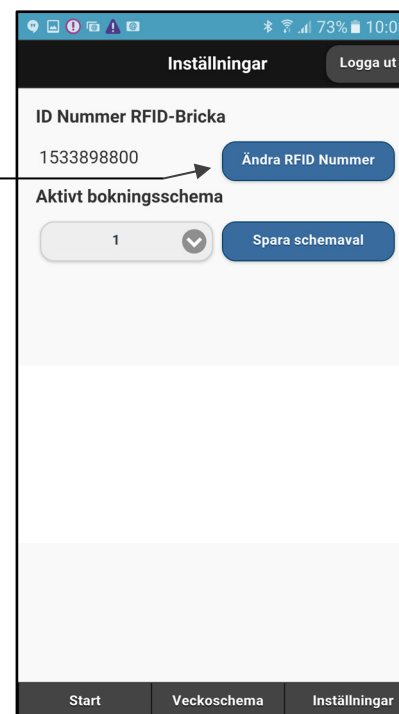 73% 10:0
Inställningar
Logga ut
ID Nummer RFID-Bricka
1533898800
Ändra RFID Nummer
Aktivt bokningsschema
1
Spara schemaval
Start
Veckoschema
Inställningar